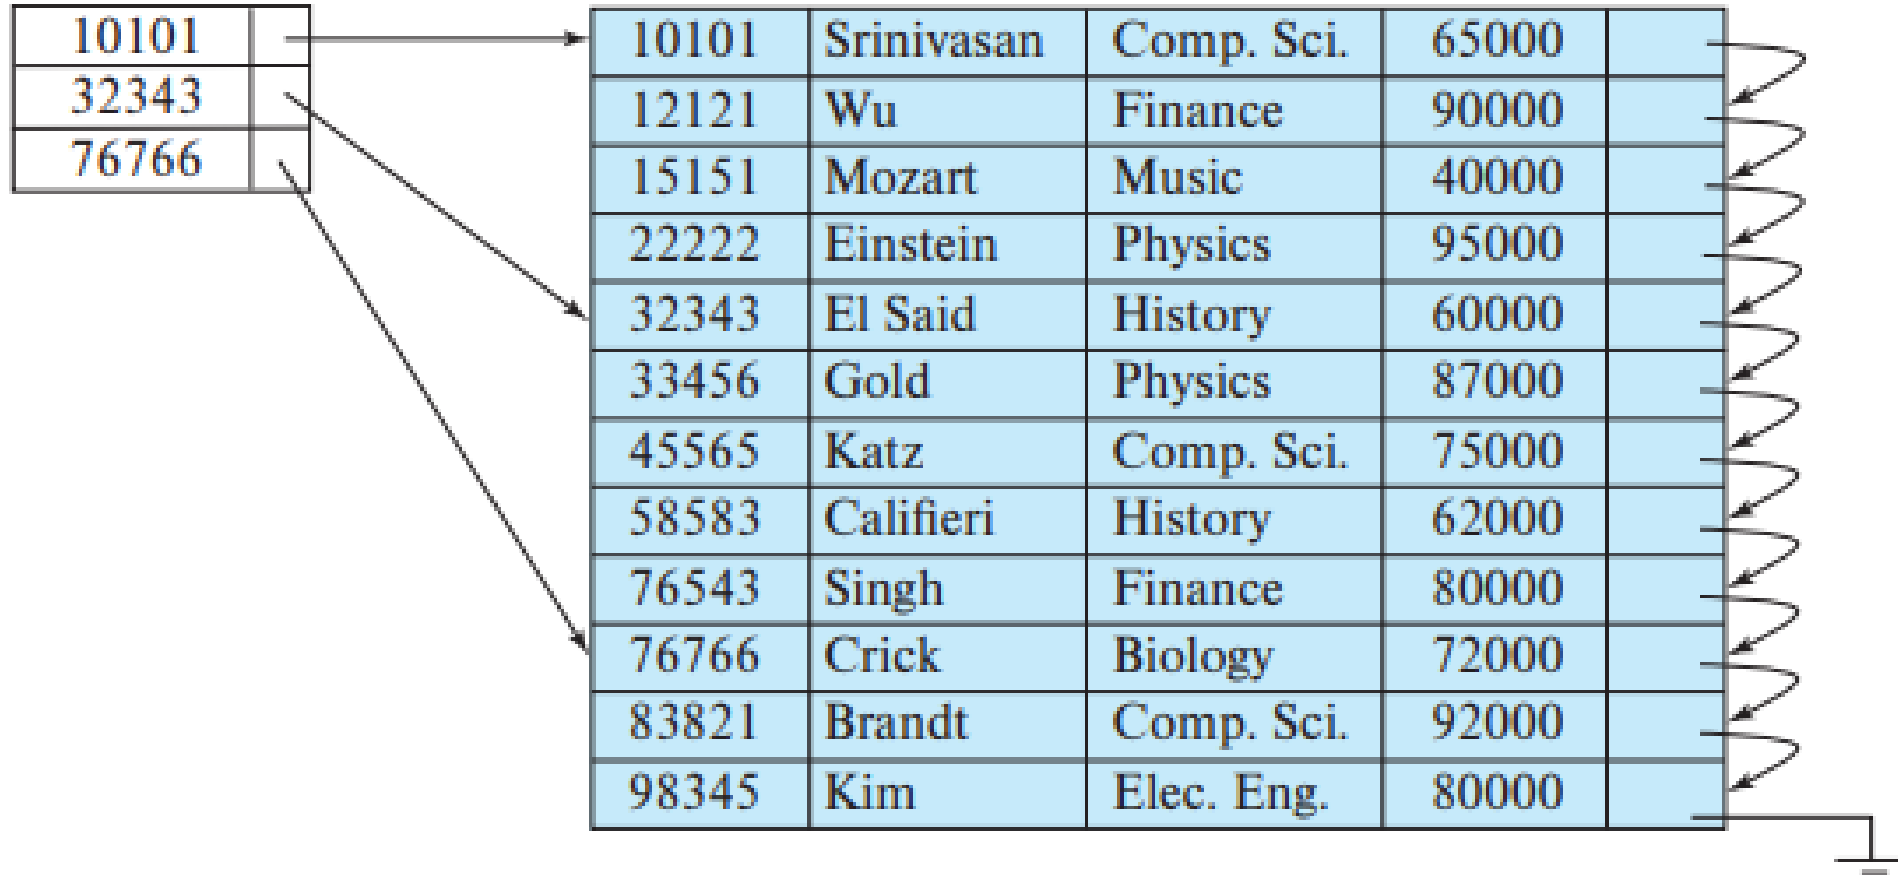 10101
32343
76766
10101 Srinivasan Comp. Sci. 65000
12121 Wu Finance 90000
15151 Mozart Music 40000
22222 Einstein Physics 95000
32343 El Said History 60000
33456 Gold Physics 87000
45565 Katz Comp. Sci. 75000
58583 Califieri History 62000
76543 Singh Finance 80000
76766 Crick Biology 72000
83821 Brandt Comp. Sci. 92000
98345 Kim Elec. Eng. 80000